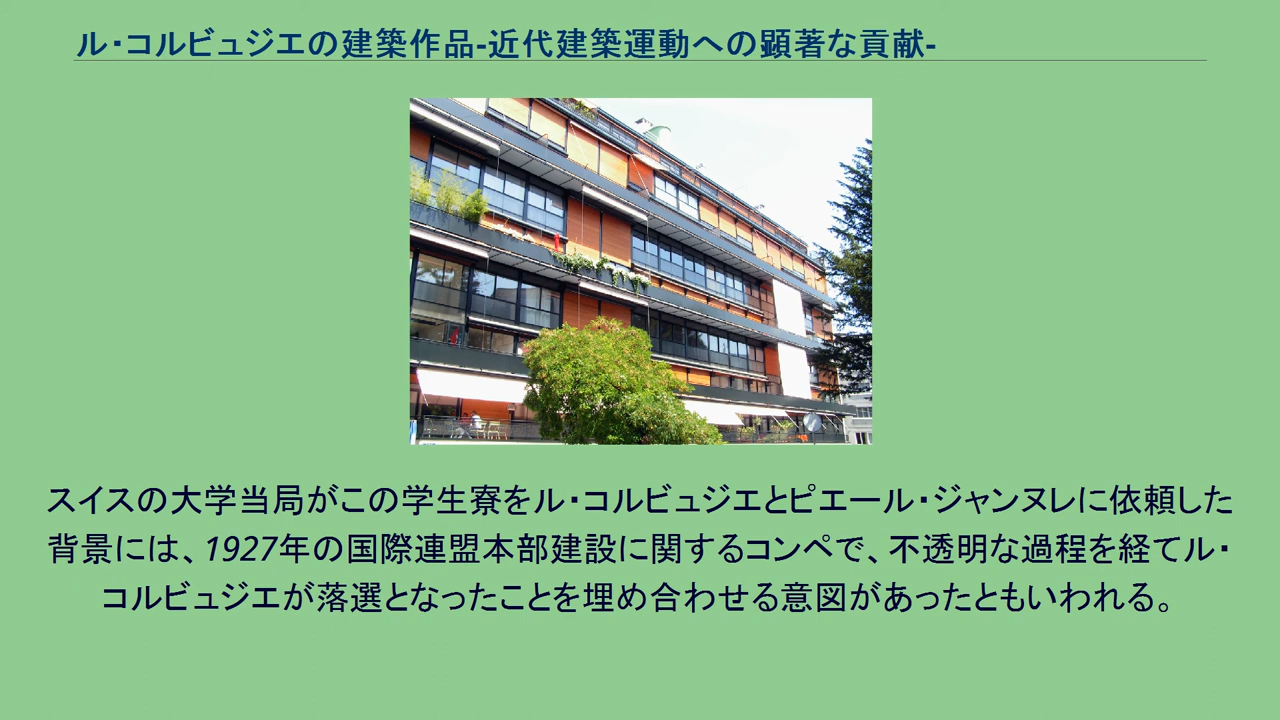 ル・コルビュジエの建築作品-近代建築運動への顕著な貢献-
スイスの大学当局がこの学生寮をル・コルビュジエとピエール・ジャンヌレに依頼した
背景には、1927年の国際連盟本部建設に関するコンペで、不透明な過程を経てル・
コルビュジエが落選となったことを埋め合わせる意図があったともいわれる。